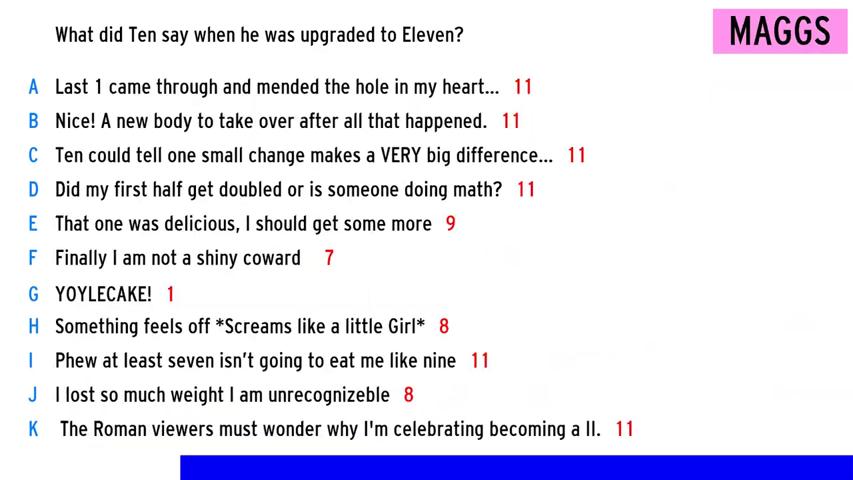 What did Ten say when he was upgraded to Eleven?
MAGGS
A Last 1 came through and mended the hole in my heart... 11
B Nice! A new body to take over after all that happened. 11
C Ten could tell one small change makes a VERY big difference... 11
D Did my first half get doubled or is someone doing math? 11
E That one was delicious, I should get some more 9
F Finally I am not a shiny coward 7
G YOYLECAKE! 1
H Something feels off *Screams like a little Girl* 8
I Phew at least seven isn't going to eat me like nine 11
J I lost so much weight I am unrecognizeble 8
K The Roman viewers must wonder why I'm celebrating becoming a II. 11